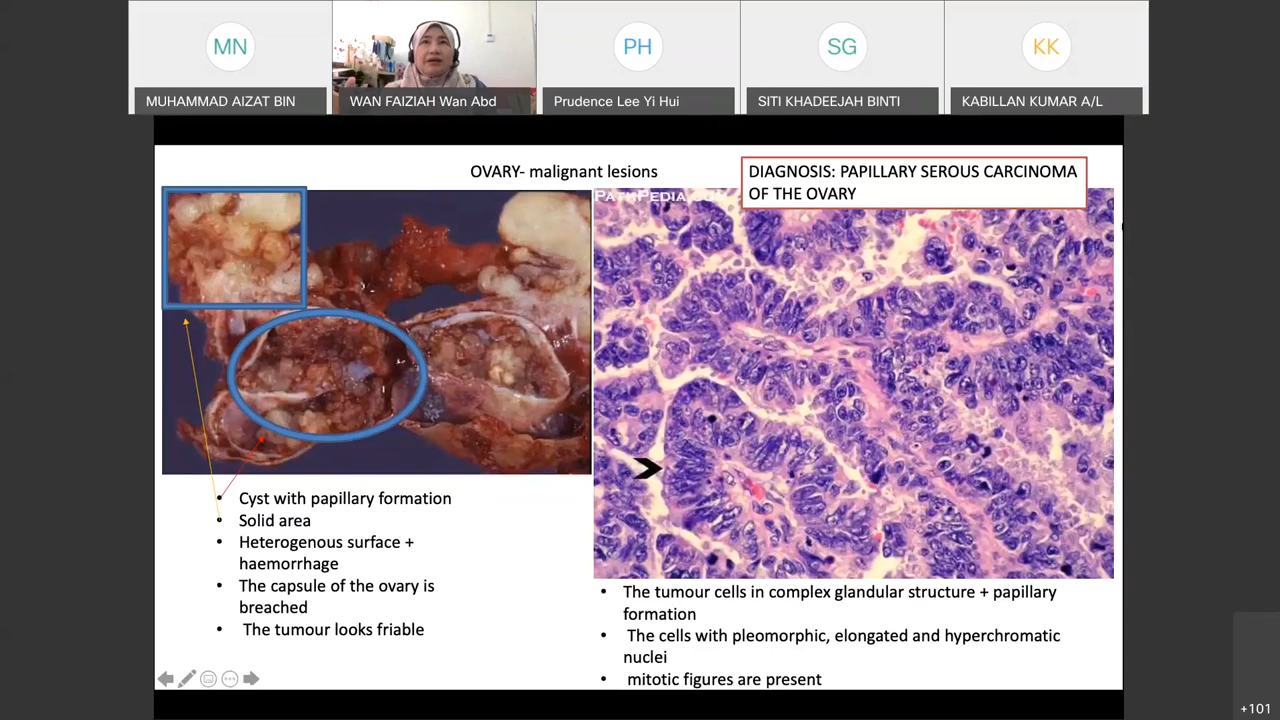 MN
PH
SG
KK
MUHAMMAD AIZAT BIN
WAN FAIZIAH Wan Abd
Prudence Lee Yi Hui
SITI KHADEEJAH BINTI
KABILLAN KUMAR A/L
OVARY- malignant lesions
DIAGNOSIS: PAPILLARY SEROUS CARCINOMA
OF THE OVARY
• Cyst with papillary formation
• Solid area
• Heterogenous surface +
haemorrhage
• The capsule of the ovary is
breached
• The tumour looks friable
• The tumour cells in complex glandular structure + papillary
formation
• The cells with pleomorphic, elongated and hyperchromatic
nuclei
• mitotic figures are present
+101